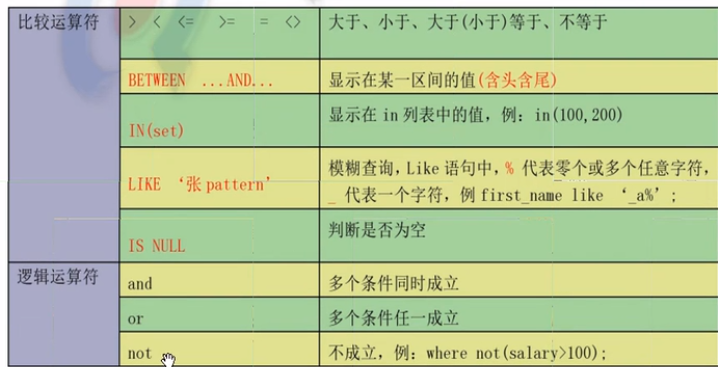 比较运算符 > < <= >= = <> 大于、小于、大于(小于)等于、不等于
BETWEEN ...AND... 显示在某一区间的值(含头含尾)
IN(set) 显示在 in 列表中的值，例：in(100,200)
LIKE ‘张 pattern’ 模糊查询,Like 语句中,% 代表零个或多个任意字符，
_ 代表一个字符，例 first_name like ‘_a%’;
IS NULL 判断是否为空
逻辑运算符 and 多个条件同时成立
or 多个条件任一成立
not 不成立，例：where not(salary>100);